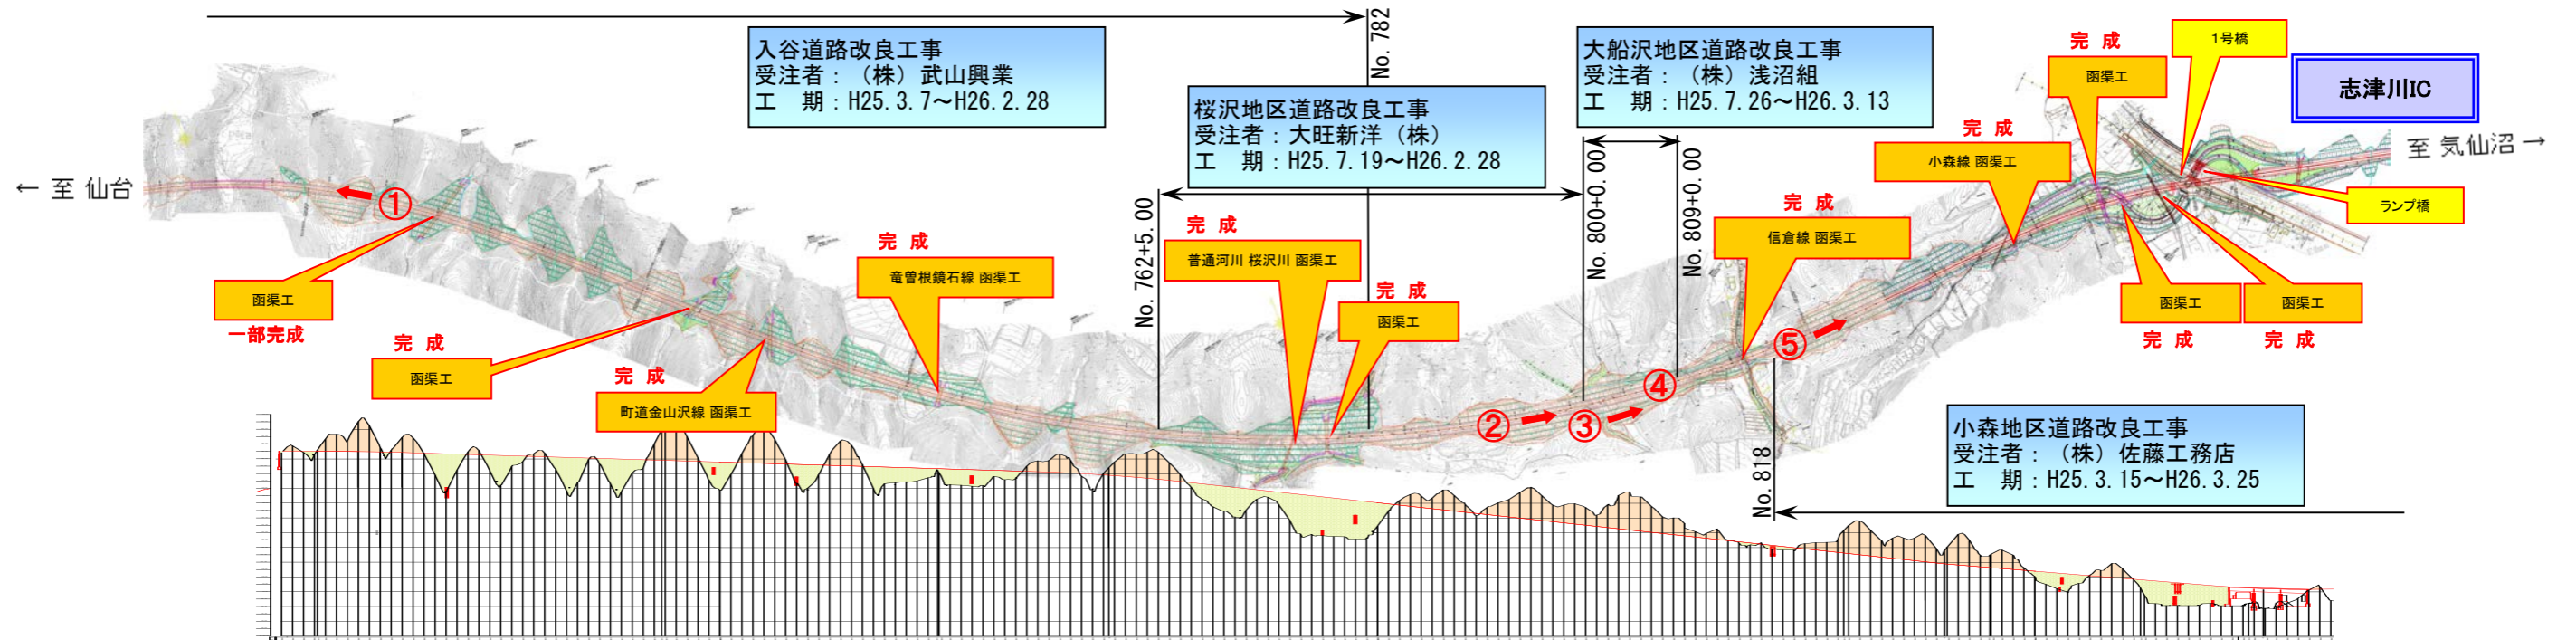 入谷道路改良工事
受注者：（株）武山興業
工　期：H25.3.7～H26.2.28
No.782
桜沢地区道路改良工事
受注者：大旺新洋（株）
工　期：H25.7.19～H26.2.28
大船沢地区道路改良工事
受注者：（株）浅沼組
工　期：H25.7.26～H26.3.13
完 成
函渠工
1号橋
志津川IC
至 気仙沼 →
← 至 仙台
①
函渠工
一部完成
完 成
函渠工
完 成
町道金山沢線 函渠工
完 成
竜曽根鏡石線 函渠工
No.762+5.00
完 成
普通河川 桜沢川 函渠工
完 成
函渠工
②
③
④
⑤
No.800+0.00
No.809+0.00
完 成
信倉線 函渠工
完 成
小森線 函渠工
ランプ橋
函渠工
完 成
函渠工
完 成
No.818
小森地区道路改良工事
受注者：（株）佐藤工務店
工　期：H25.3.15～H26.3.25